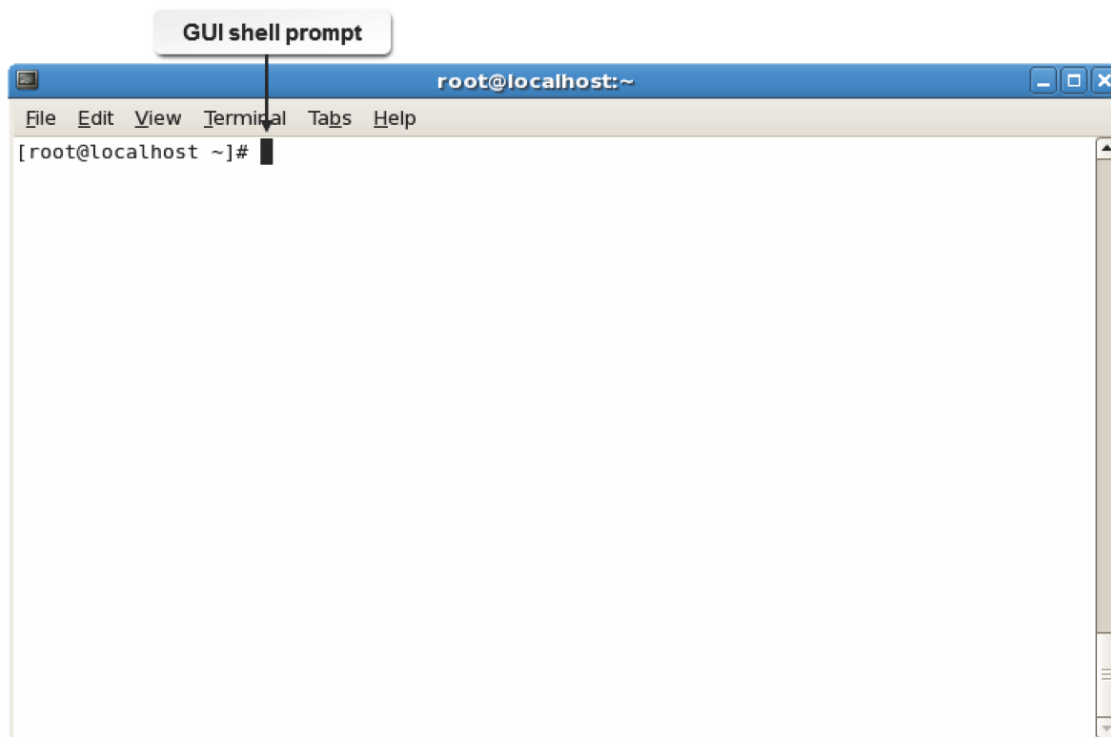 GUI shell prompt
root@localhost:~
File Edit View Terminal Tabs Help
[root@localhost ~]#